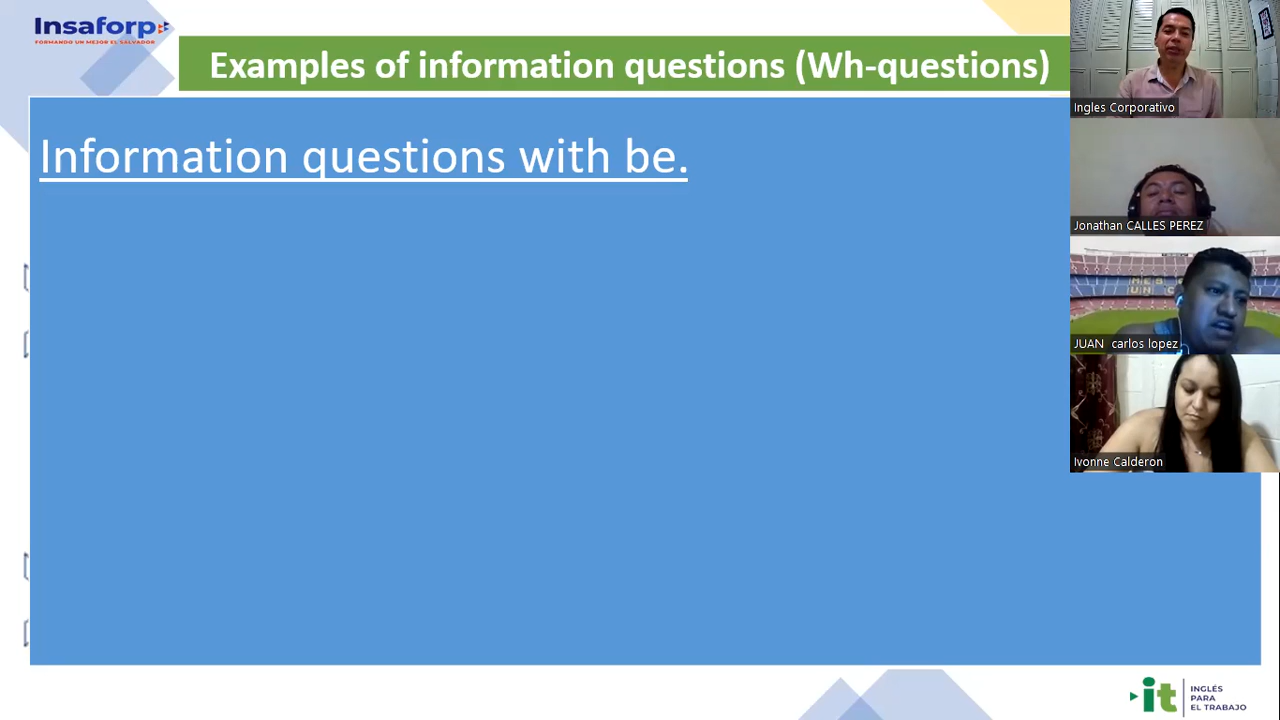 Insaforp
FORMANDO UN MEJOR EL SALVADOR
Examples of information questions (Wh-questions)
Information questions with be.
Ingles Corporativo
Jonathan CALLES PEREZ
JUAN carlos lopez
Ivonne Calderon
it
INGLÉS
PARA
EL TRABAJO